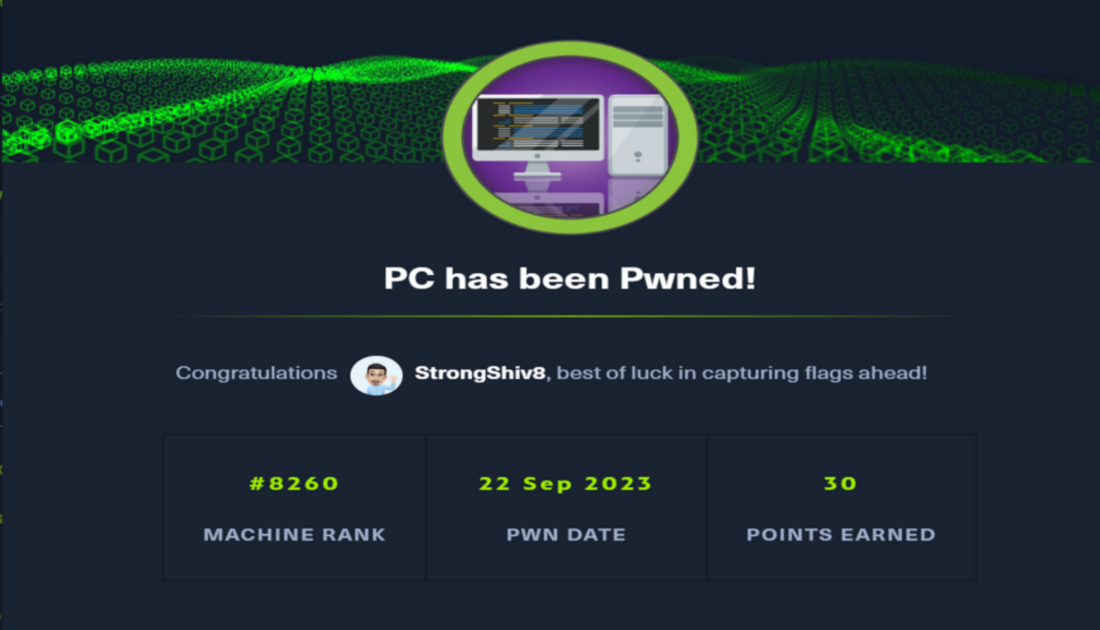 PC has been Pwned!
Congratulations StrongShiv8, best of luck in capturing flags ahead!
#8260 22 Sep 2023 30
MACHINE RANK PWN DATE POINTS EARNED